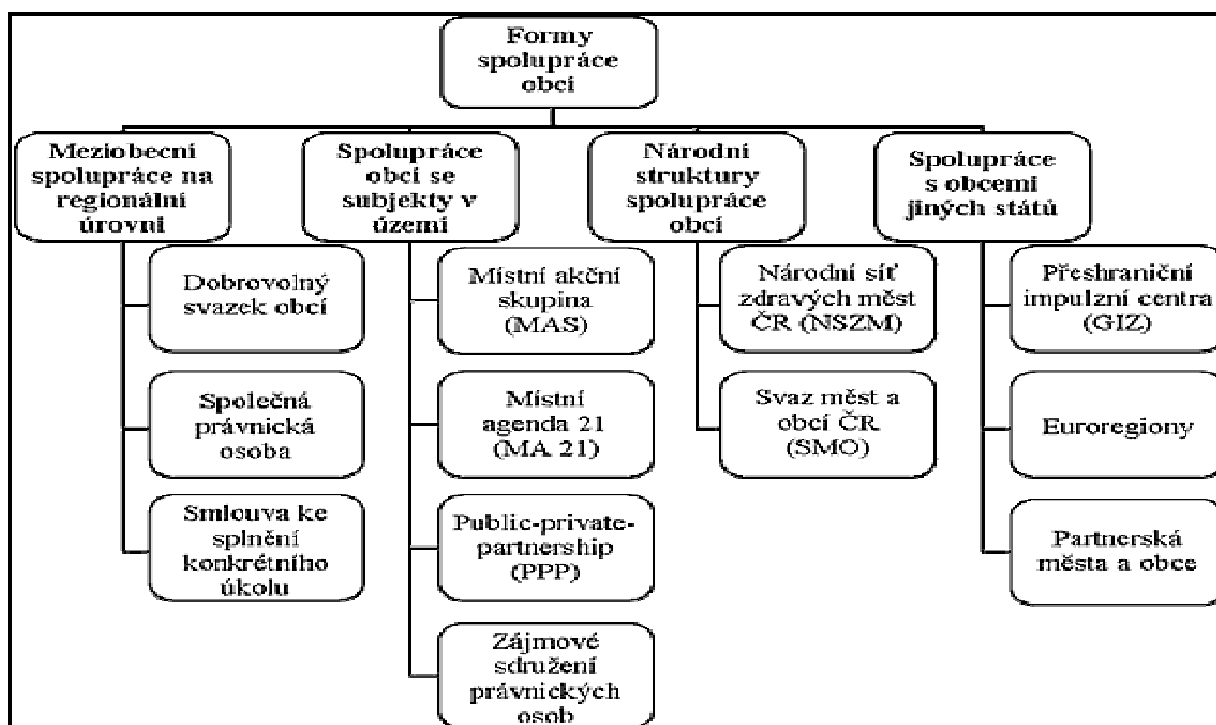 Formy
spolupráce
obcí
Meziobecní
spolupráce na
regionální
úrovni
Spolupráce
obcí se
subjekty v
území
Národní
struktury
spolupráce
obcí
Spolupráce
s obcemi
jiných států
Dobrovolný
svazek obcí
Společná
právnická
osoba
Smlouva ke
splnění
konkrétního
úkolu
Místní akční
skupina
(MAS)
Místní
agenda 21
(MA 21)
Public-private-
partnership
(PPP)
Zájmové
sdružení
právnických
osob
Národní síť
zdravých měst
ČR (NSZM)
Svaz měst a
obcí ČR
(SMO)
Přeshraniční
impulzní centra
(GIZ)
Euroregiony
Partnerská
města a obce